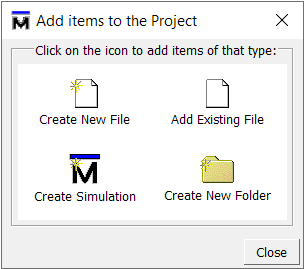 Add items to the Project
Click on the icon to add items of that type:
Create New File
Add Existing File
Create Simulation
Create New Folder
Close